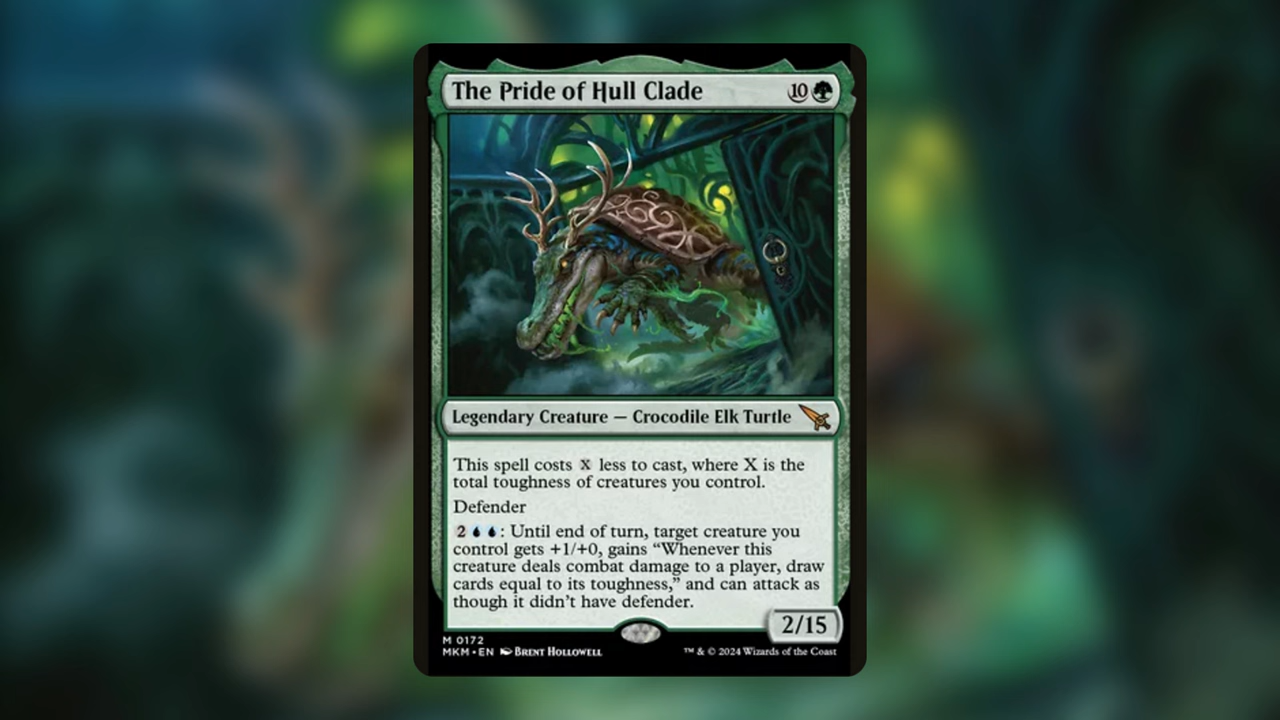 The Pride of Hull Clade 10
Legendary Creature — Crocodile Elk Turtle
This spell costs X less to cast, where X is the
total toughness of creatures you control.
Defender
2 : Until end of turn, target creature you
control gets +1/+0, gains “Whenever this
creature deals combat damage to a player, draw
cards equal to its toughness,” and can attack as
though it didn’t have defender.
2/15
M 0172
MKM • EN Brent Hollowell
™ & © 2024 Wizards of the Coast